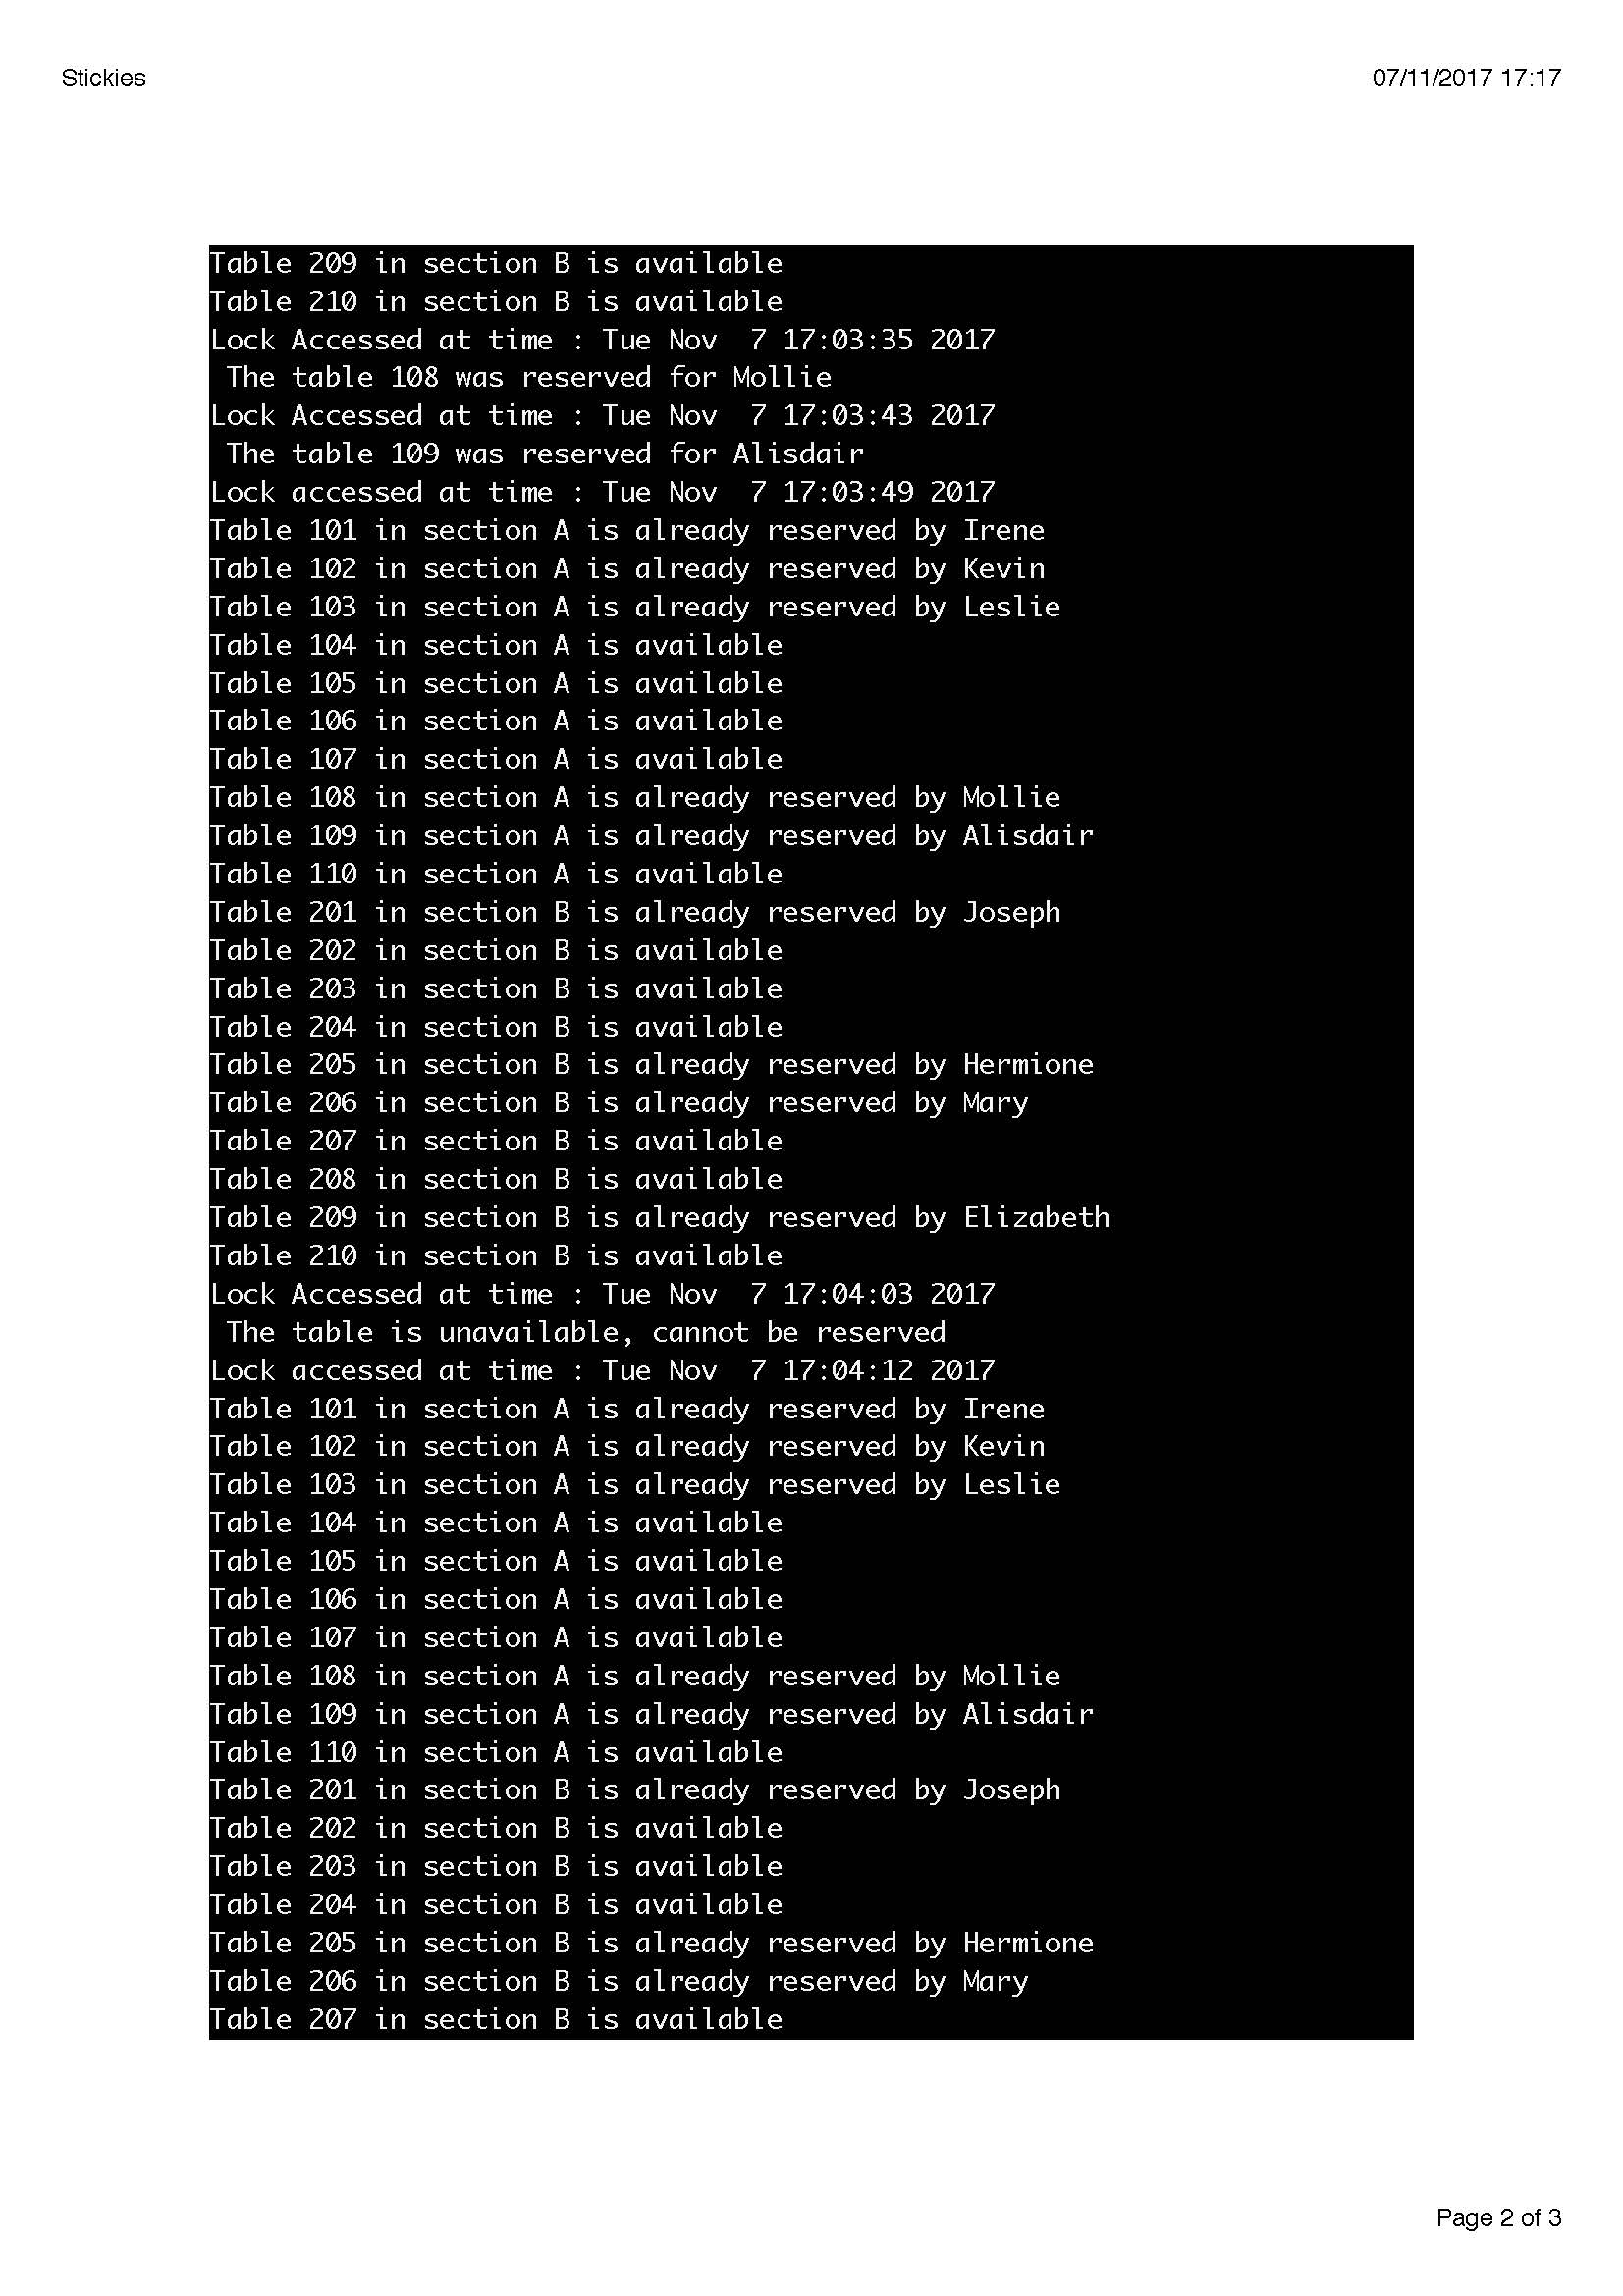 Stickies
07/11/2017 17:17
Table 209 in section B is available
Table 210 in section B is available
Lock Accessed at time : Tue Nov  7 17:03:35 2017
 The table 108 was reserved for Mollie
Lock Accessed at time : Tue Nov  7 17:03:43 2017
 The table 109 was reserved for Alisdair
Lock accessed at time : Tue Nov  7 17:03:49 2017
Table 101 in section A is already reserved by Irene
Table 102 in section A is already reserved by Kevin
Table 103 in section A is already reserved by Leslie
Table 104 in section A is available
Table 105 in section A is available
Table 106 in section A is available
Table 107 in section A is available
Table 108 in section A is already reserved by Mollie
Table 109 in section A is already reserved by Alisdair
Table 110 in section A is available
Table 201 in section B is already reserved by Joseph
Table 202 in section B is available
Table 203 in section B is available
Table 204 in section B is available
Table 205 in section B is already reserved by Hermione
Table 206 in section B is already reserved by Mary
Table 207 in section B is available
Table 208 in section B is available
Table 209 in section B is already reserved by Elizabeth
Table 210 in section B is available
Lock Accessed at time : Tue Nov  7 17:04:03 2017
 The table is unavailable, cannot be reserved
Lock accessed at time : Tue Nov  7 17:04:12 2017
Table 101 in section A is already reserved by Irene
Table 102 in section A is already reserved by Kevin
Table 103 in section A is already reserved by Leslie
Table 104 in section A is available
Table 105 in section A is available
Table 106 in section A is available
Table 107 in section A is available
Table 108 in section A is already reserved by Mollie
Table 109 in section A is already reserved by Alisdair
Table 110 in section A is available
Table 201 in section B is already reserved by Joseph
Table 202 in section B is available
Table 203 in section B is available
Table 204 in section B is available
Table 205 in section B is already reserved by Hermione
Table 206 in section B is already reserved by Mary
Table 207 in section B is available
Page 2 of 3